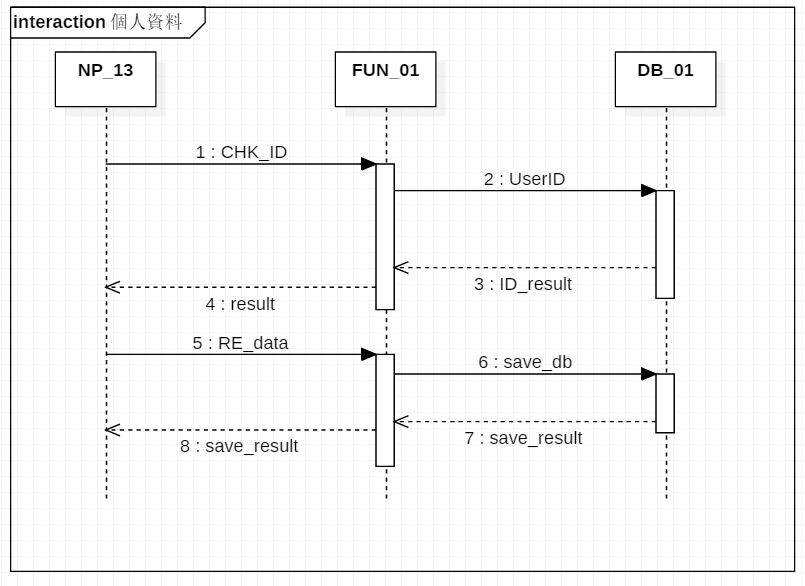 interaction 個人資料
NP_13
FUN_01
DB_01
1 : CHK_ID
2 : UserID
3 : ID_result
4 : result
5 : RE_data
6 : save_db
7 : save_result
8 : save_result